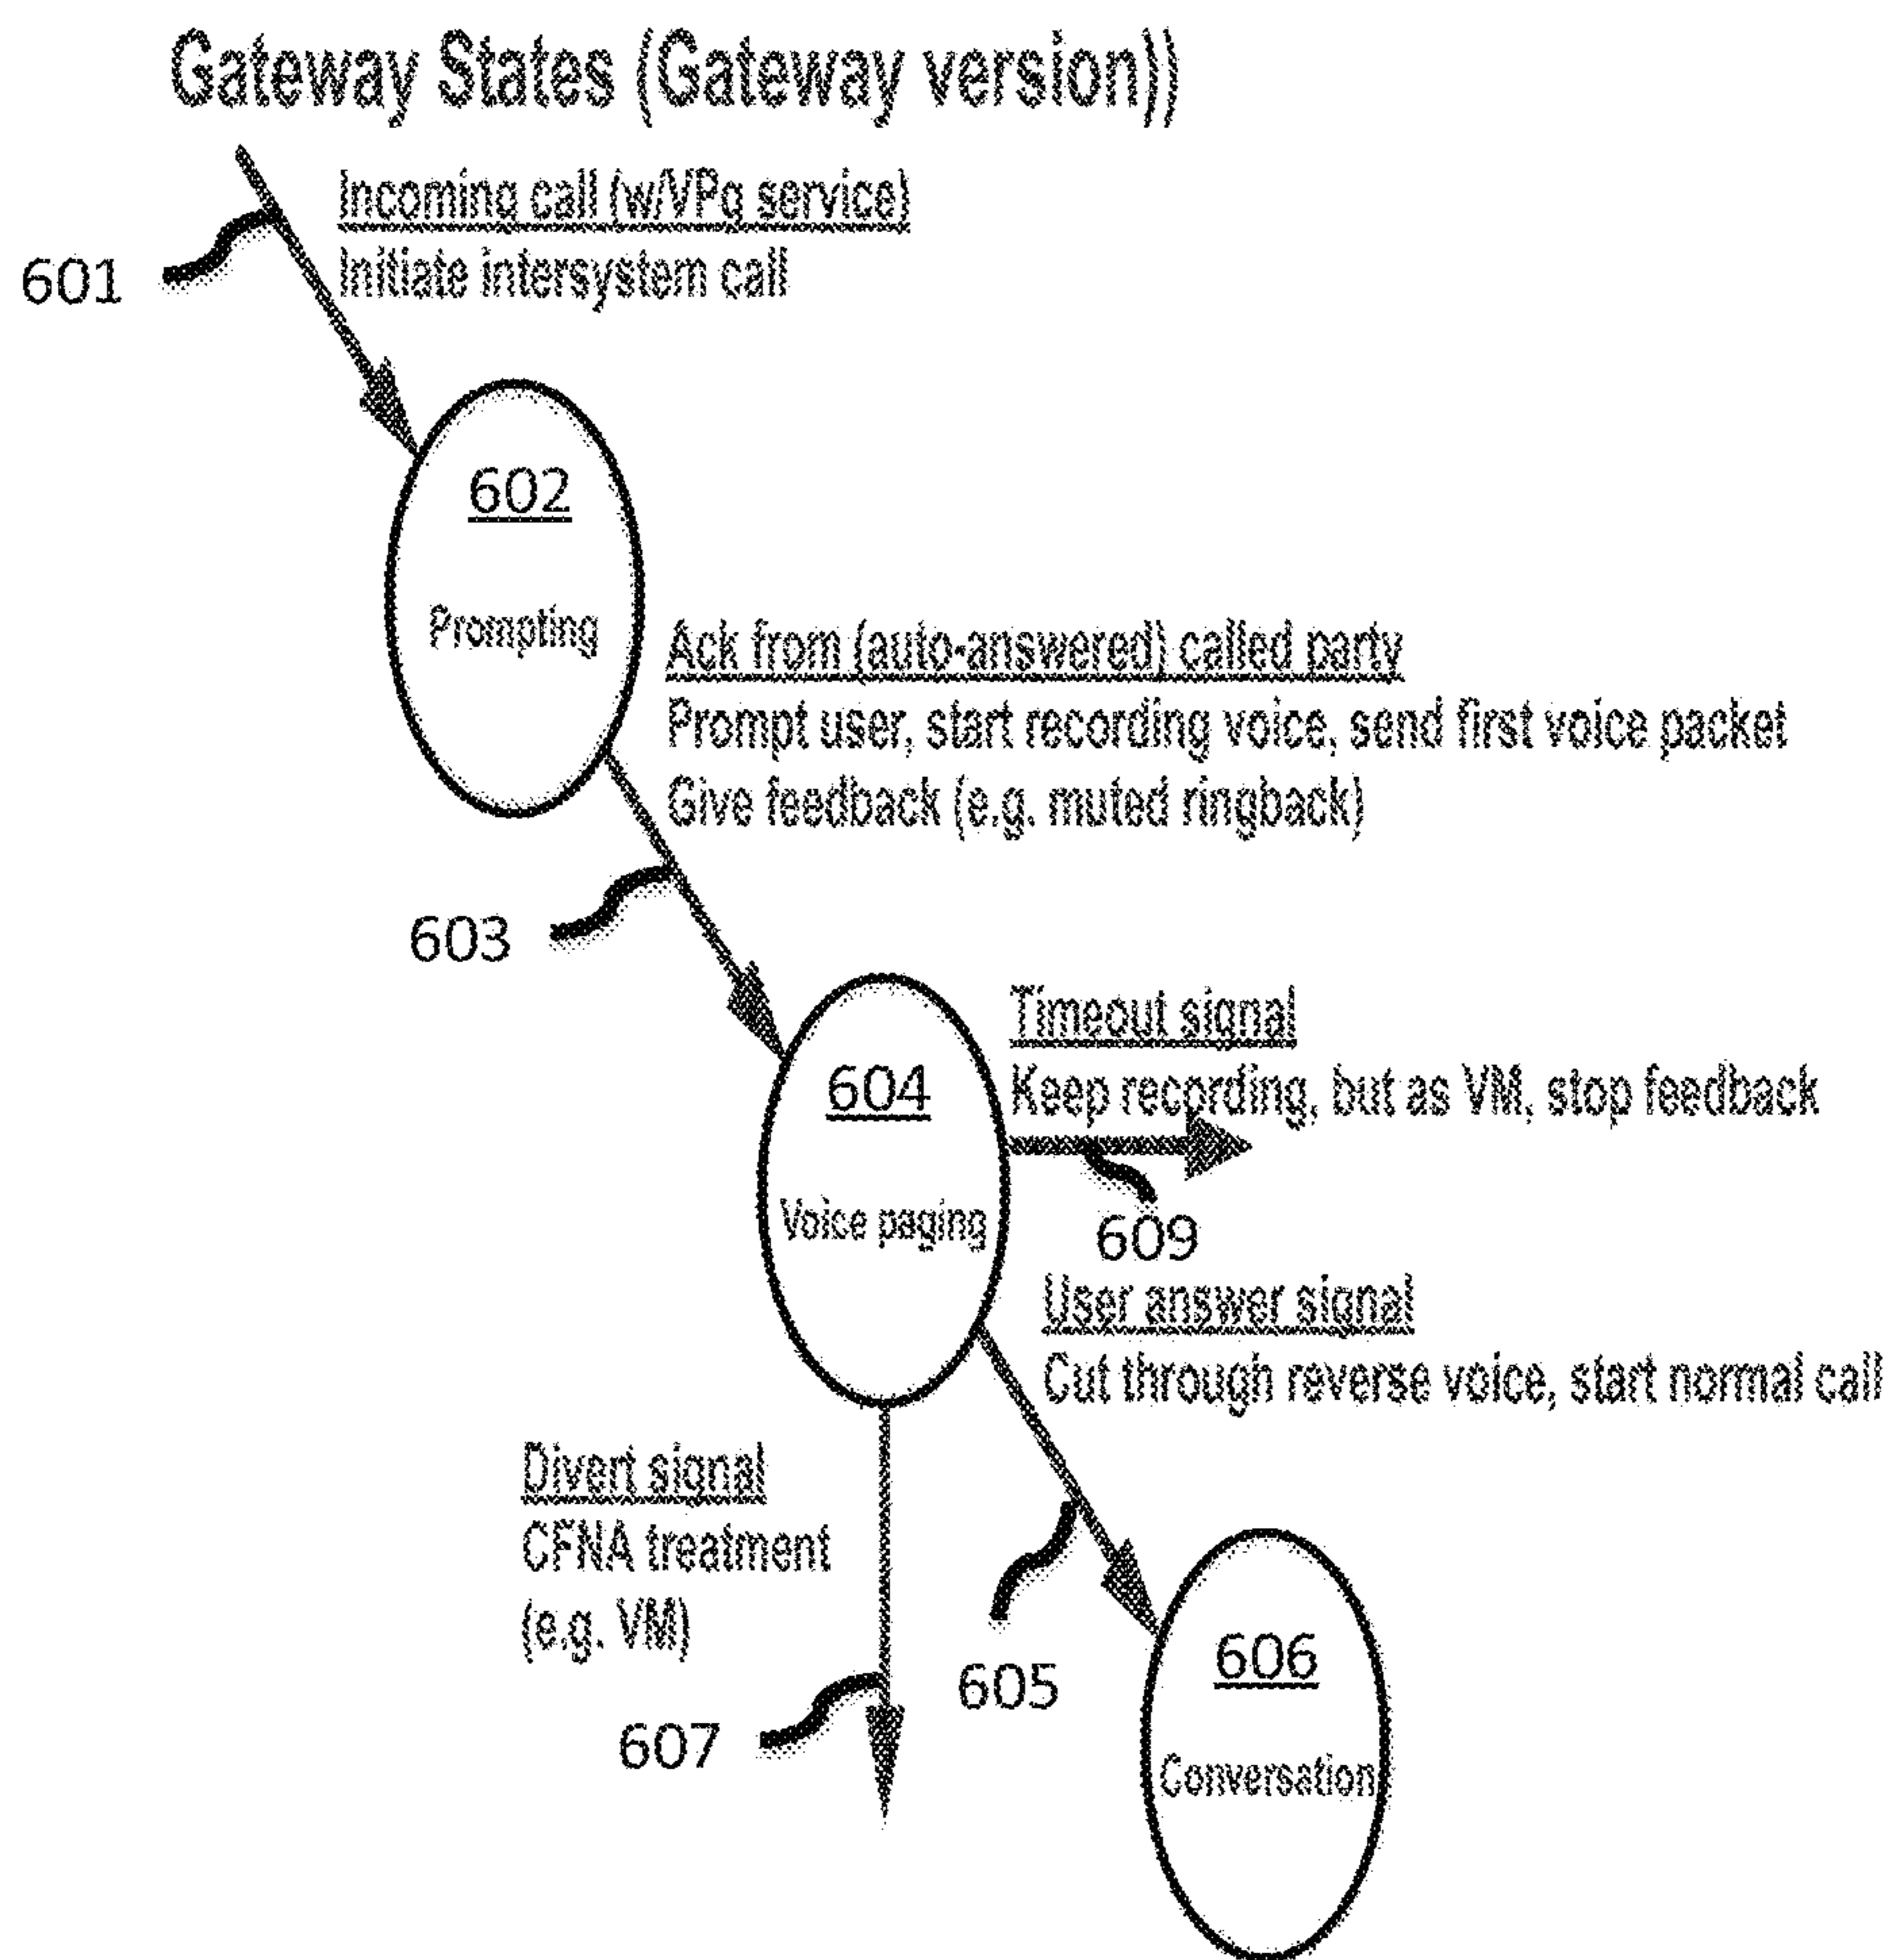 Gateway States (Gateway version))
Incoming call (w/VPg service)
Initiate intersystem call
601
602
Prompting
Ack from (auto-answered) called party
Prompt user, start recording voice, send first voice packet
Give feedback (e.g. muted ringback)
603
Timeout signal
604
Keep recording, but as VM, stop feedback
Voice paging
609
User answer signal
Cut through reverse voice, start normal call
Divert signal
CFNA treatment
(e.g. VM)
605
606
607
Conversation